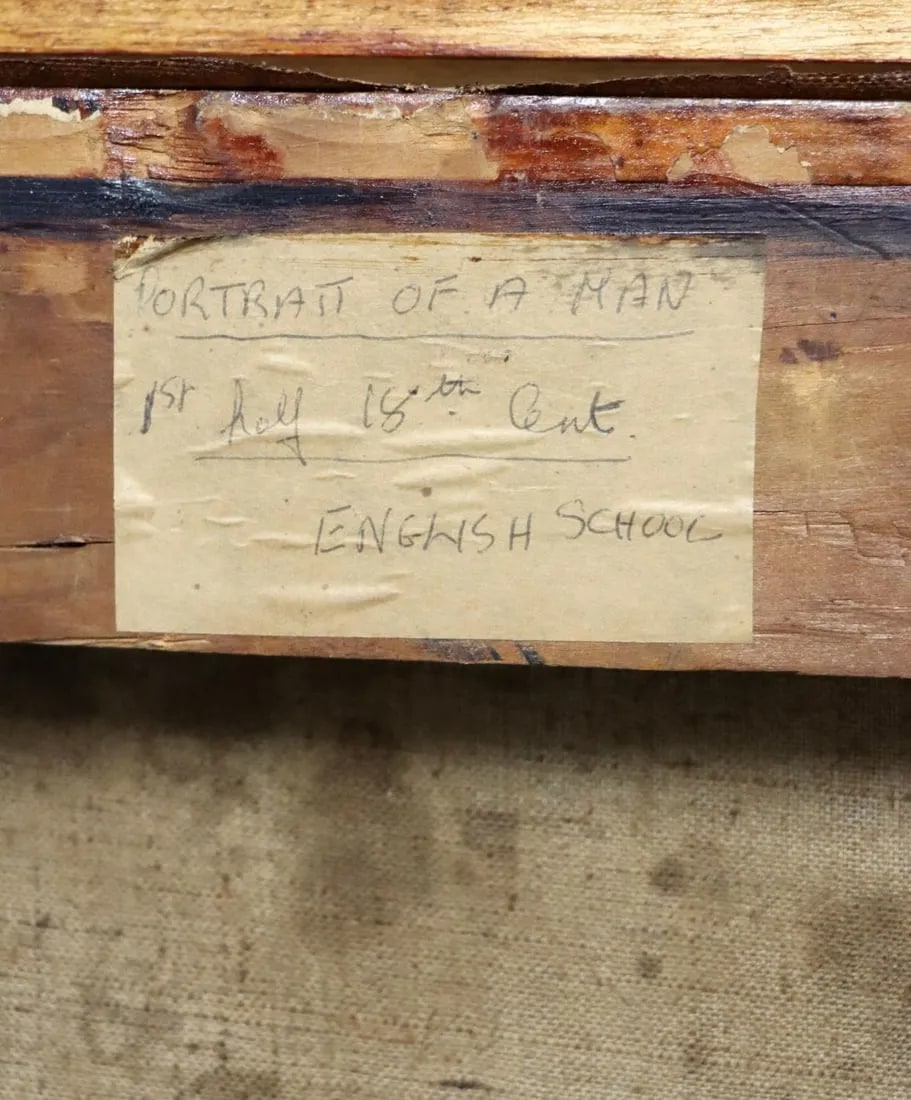 PORTRAIT OF A MAN
1st half 18th Cent.
ENGLISH SCHOOL